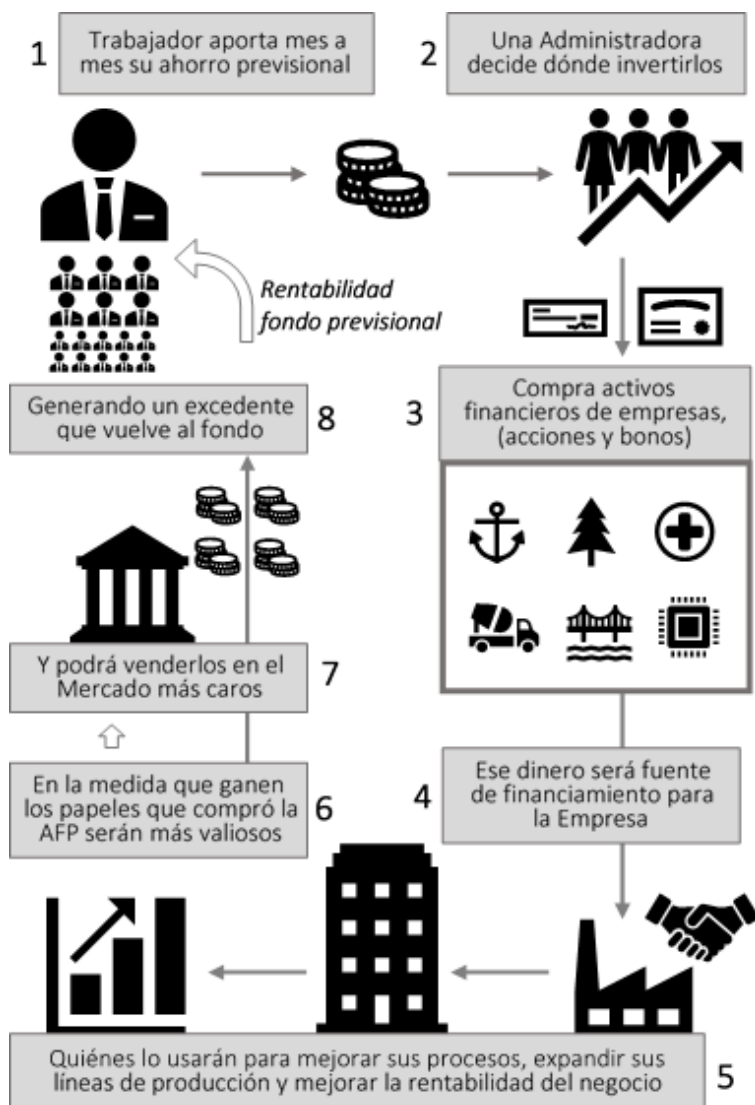 1
Trabajador aporta mes a
mes su ahorro previsional
2
Una Administradora
decide dónde invertirlos
Rentabilidad
fondo previsional
3
Compra activos
financieros de empresas,
(acciones y bonos)
4
Ese dinero será fuente
de financiamiento para
la Empresa
Quiénes lo usarán para mejorar sus procesos, expandir sus
líneas de producción y mejorar la rentabilidad del negocio
5
En la medida que ganen
los papeles que compró la
AFP serán más valiosos
6
Y podrá venderlos en el
Mercado más caros
7
Generando un excedente
que vuelve al fondo
8